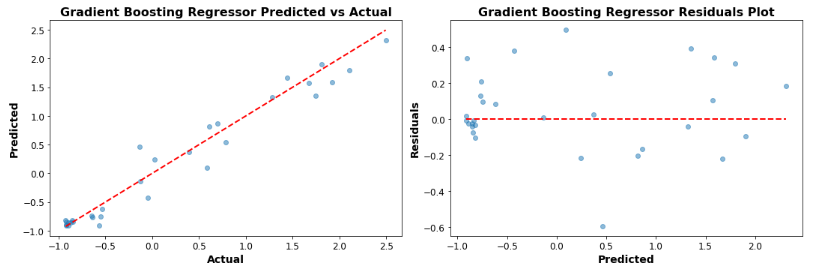 Gradient Boosting Regressor Predicted vs Actual
2.5
2.0
1.5
1.0
0.5
0.0
−0.5
−1.0
Predicted
−1.0 −0.5 0.0 0.5 1.0 1.5 2.0 2.5
Actual
Gradient Boosting Regressor Residuals Plot
0.4
0.2
0.0
−0.2
−0.4
−0.6
Residuals
−1.0 −0.5 0.0 0.5 1.0 1.5 2.0
Predicted